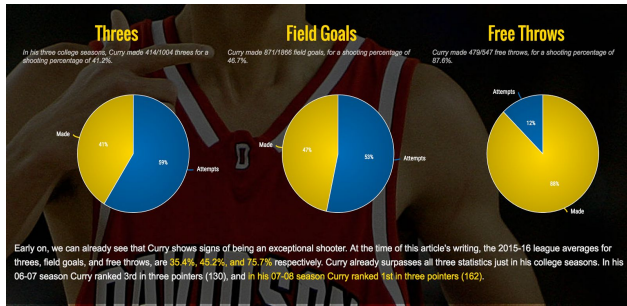 Threes
In his three college seasons, Curry made 414/1004 threes for a
shooting percentage of 41.2%.
Field Goals
Curry made 871/1866 field goals, for a shooting percentage of
46.7%.
Free Throws
Curry made 479/547 free throws, for a shooting percentage of
87.6%.
Made
41%
59%
Attempts
Made
47%
53%
Attempts
Attempts
12%
88%
Made
D
Early on, we can already see that Curry shows signs of being an exceptional shooter. At the time of this article's writing, the 2015-16 league averages for
threes, field goals, and free throws, are 35.4%, 45.2%, and 75.7% respectively. Curry already surpasses all three statistics just in his college seasons. In his
06-07 season Curry ranked 3rd in three pointers (130), and in his 07-08 season Curry ranked 1st in three pointers (162).